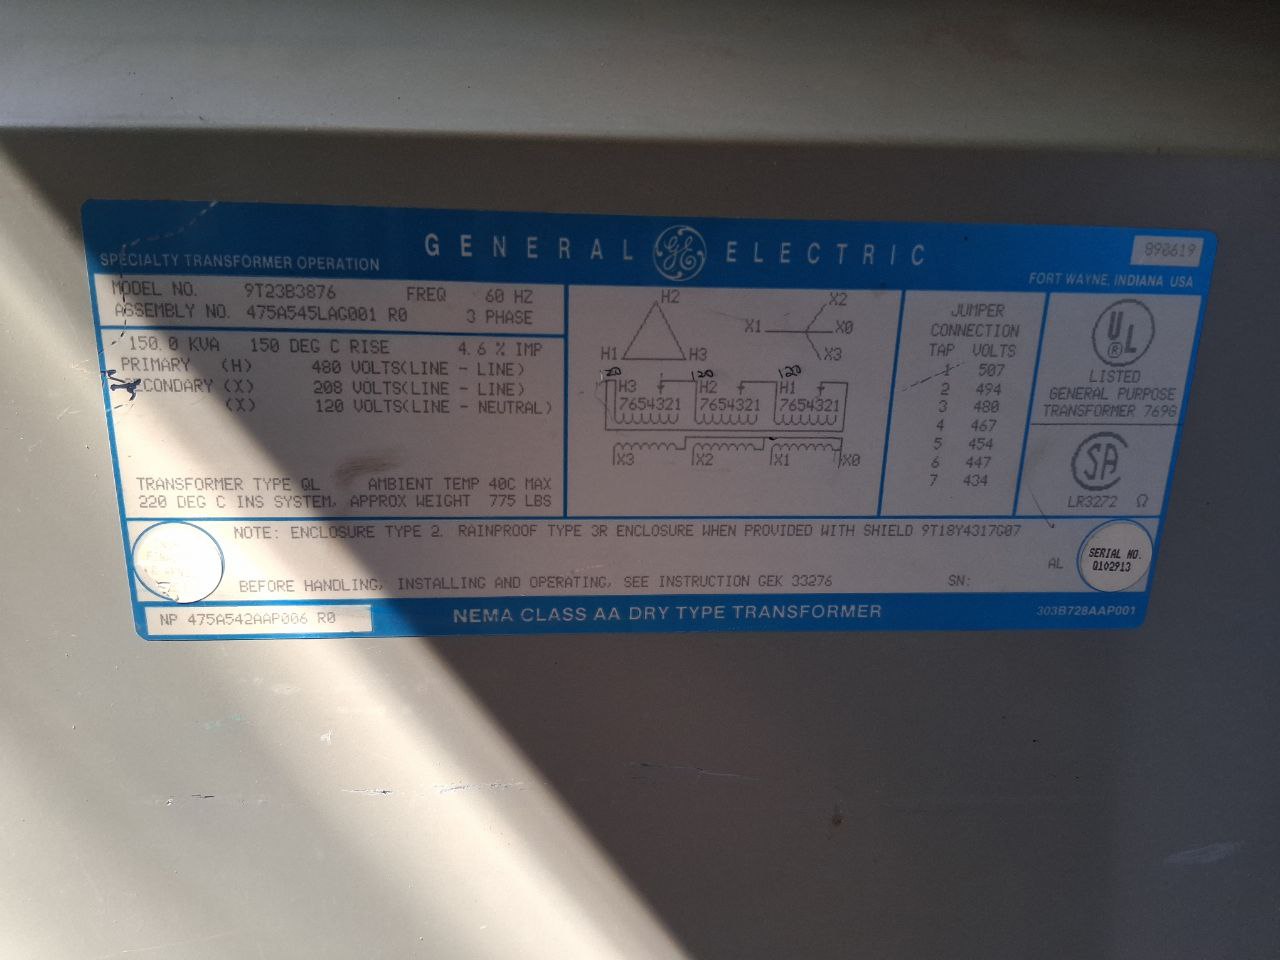 GENERAL GE ELECTRIC
890619
SPECIALTY TRANSFORMER OPERATION
FORT WAYNE, INDIANA USA
MODEL NO. 9T23B3876 FREQ 60 HZ
ASSEMBLY NO. 475A545LAG001 R0 3 PHASE
150.0 KVA 150 DEG C RISE 4.6 % IMP
PRIMARY (H) 480 VOLTS(LINE - LINE)
SECONDARY (X) 208 VOLTS(LINE - LINE)
(X) 120 VOLTS(LINE - NEUTRAL)
TRANSFORMER TYPE QL AMBIENT TEMP 40C MAX
220 DEG C INS SYSTEM, APPROX WEIGHT 775 LBS
H2 X2
X1 X0
H1 H3 X3
120 120 120
H3 H2 H1
7654321 7654321 7654321
X3 X2 X1 X0
JUMPER
CONNECTION
TAP VOLTS
1 507
2 494
3 480
4 467
5 454
6 447
7 434
UL
®
LISTED
GENERAL PURPOSE
TRANSFORMER 769G
SA
LR3272 Ω
NOTE: ENCLOSURE TYPE 2. RAINPROOF TYPE 3R ENCLOSURE WHEN PROVIDED WITH SHIELD 9T18Y4317G07
AL
SERIAL NO.
Q102913
BEFORE HANDLING, INSTALLING AND OPERATING, SEE INSTRUCTION GEK 33276 SN:
NP 475A542AAP006 R0
NEMA CLASS AA DRY TYPE TRANSFORMER
303B728AAP001